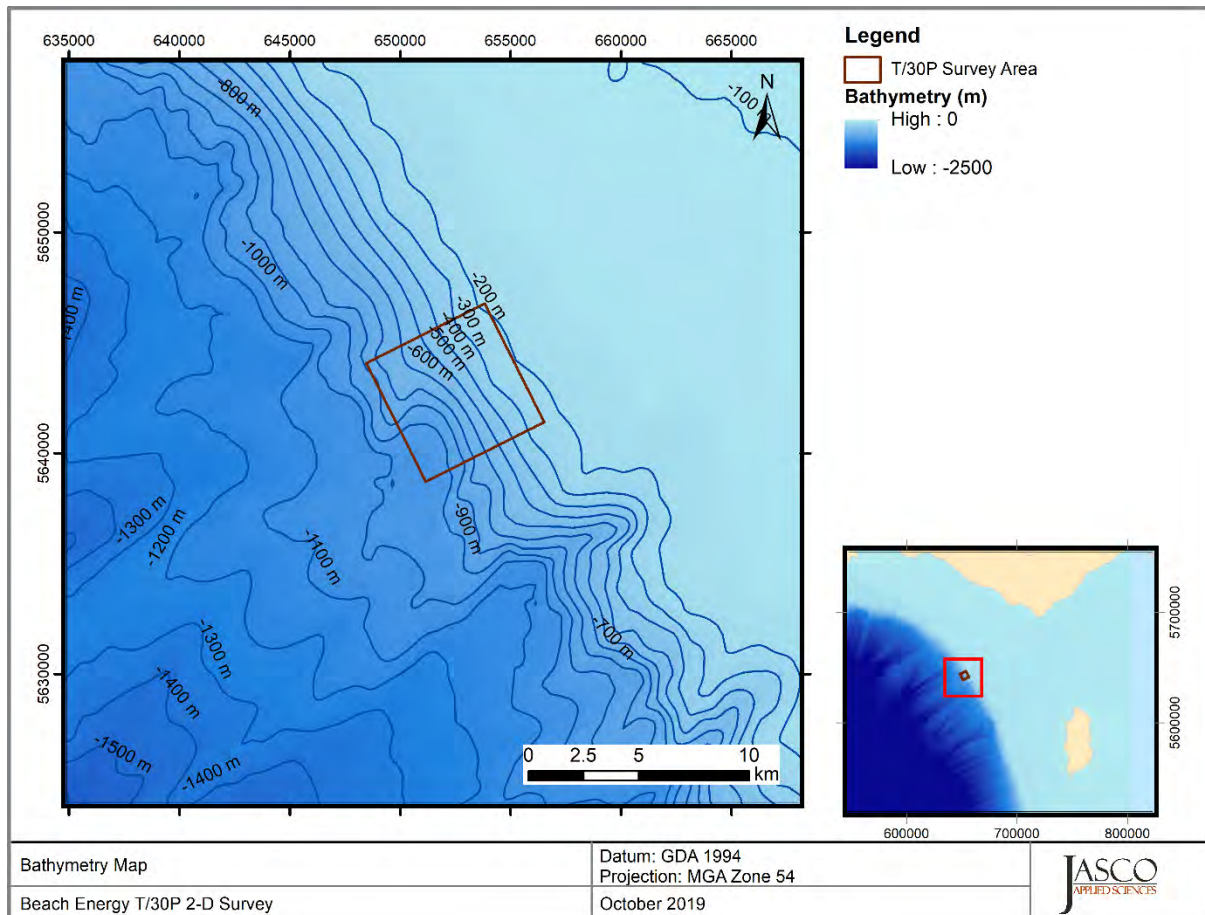 635000 640000 645000 650000 655000 660000 665000
5650000
5640000
5630000
-800 m
-100 m
N
-1000 m
-200 m
-300 m
-400 m
-500 m
-600 m
-1300 m
-1200 m
-900 m
-1100 m
-700 m
-1300 m
-1400 m
-1500 m
-1400 m
0 2.5 5 10
km
Legend
T/30P Survey Area
Bathymetry (m)
High : 0
Low : -2500
5700000
5600000
600000 700000 800000
Bathymetry Map
Datum: GDA 1994
Projection: MGA Zone 54
Beach Energy T/30P 2-D Survey
October 2019
JASCO
APPLIED SCIENCES